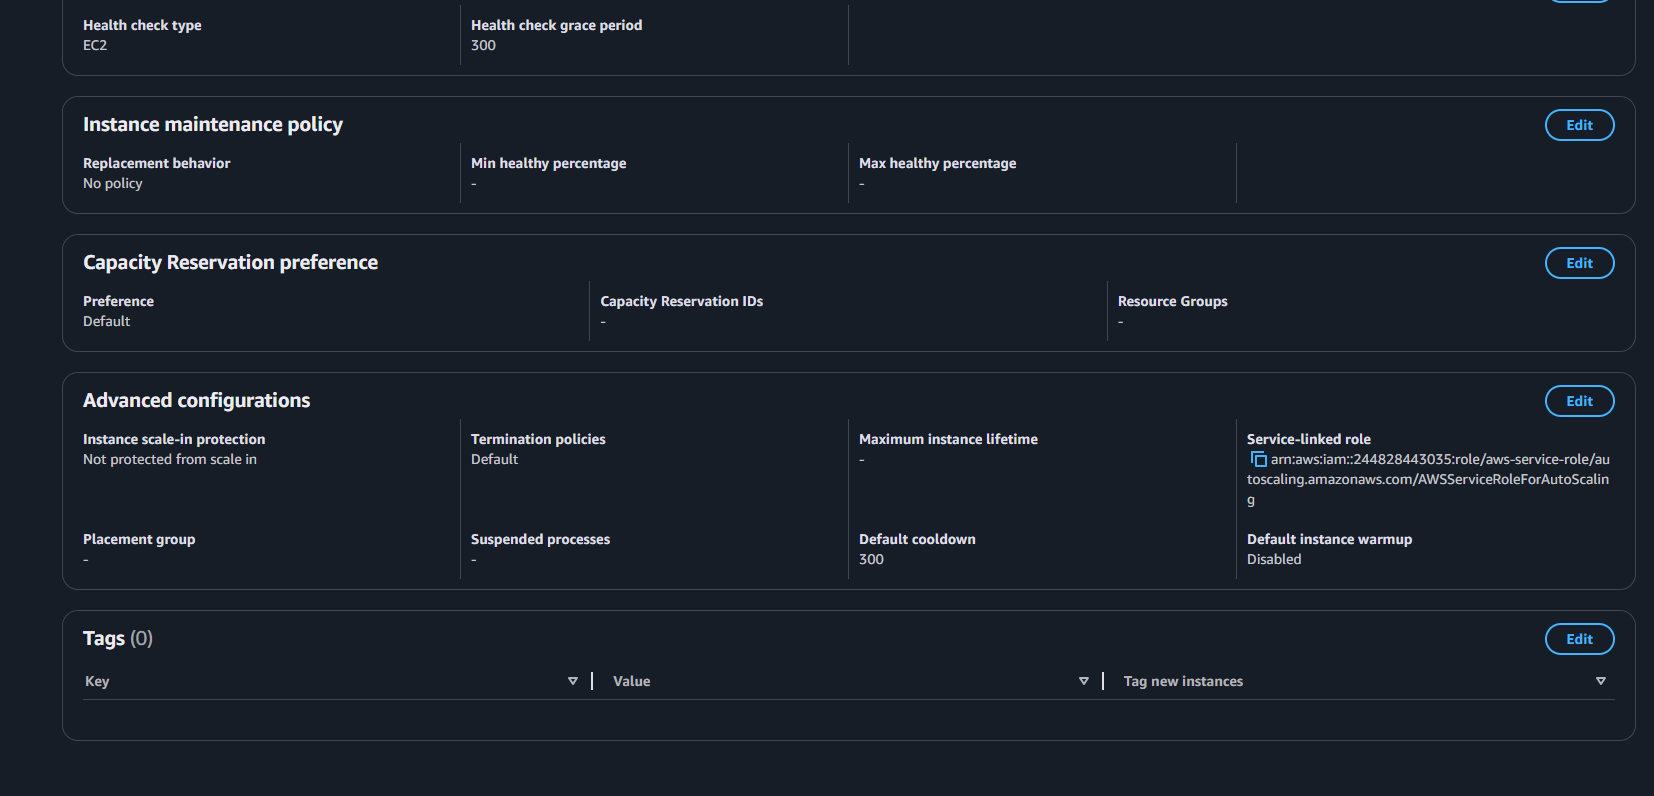 Health check type
EC2
Health check grace period
300
Instance maintenance policy
Edit
Replacement behavior
No policy
Min healthy percentage
-
Max healthy percentage
-
Capacity Reservation preference
Edit
Preference
Default
Capacity Reservation IDs
-
Resource Groups
-
Advanced configurations
Edit
Instance scale-in protection
Not protected from scale in
Termination policies
Default
Maximum instance lifetime
-
Service-linked role
arn:aws:iam::244828443035:role/aws-service-role/au
toscaling.amazonaws.com/AWSServiceRoleForAutoScalin
g
Placement group
-
Suspended processes
-
Default cooldown
300
Default instance warmup
Disabled
Tags (0)
Edit
Key
Value
Tag new instances